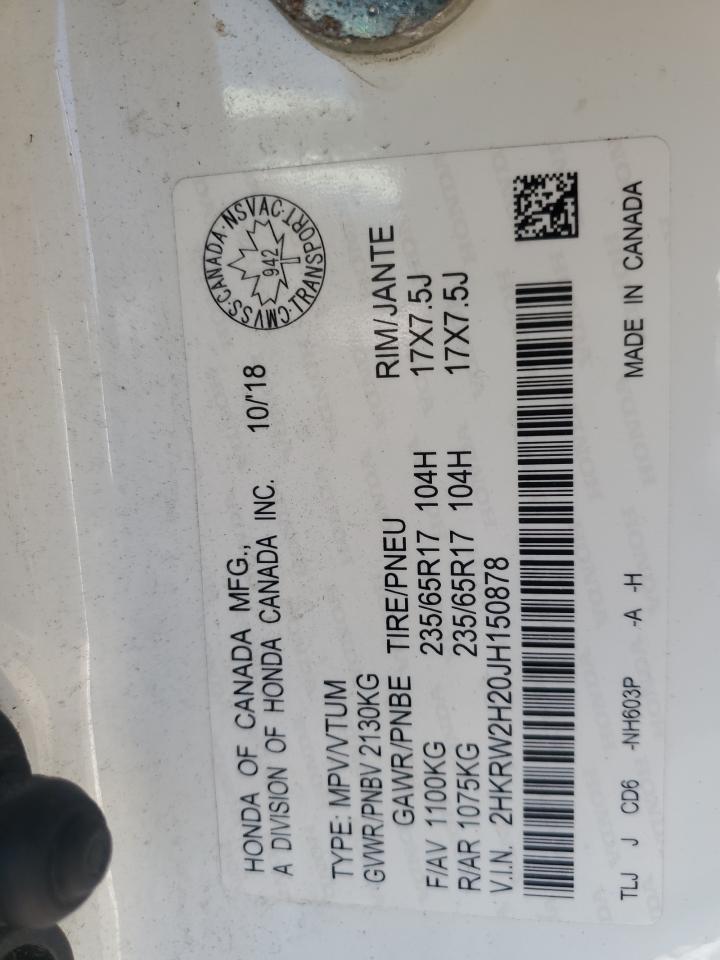 HONDA OF CANADA MFG.,
A DIVISION OF HONDA CANADA INC. 10/'18
CMVSS·CANADA·NSVAC·TRANSPORT·
942
TYPE: MPV/VTUM
GVWR/PNBV 2130KG
GAWR/PNBE TIRE/PNEU RIM/JANTE
F/AV 1100KG 235/65R17 104H 17X7.5J
R/AR 1075KG 235/65R17 104H 17X7.5J
V.I.N. 2HKRW2H20JH150878
TLJ J CD6 -NH603P -A -H MADE IN CANADA